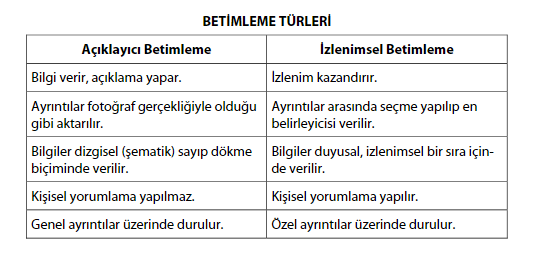 BETİMLEME TÜRLERİ
Açıklayıcı Betimleme
İzlenimsel Betimleme
Bilgi verir, açıklama yapar.
İzlenim kazandırır.
Ayrıntılar fotoğraf gerçekliğiyle olduğu
gibi aktarılır.
Ayrıntılar arasında seçme yapılıp en
belirleyicisi verilir.
Bilgiler dizgisel (şematik) sayıp dökme
biçiminde verilir.
Bilgiler duyusal, izlenimsel bir sıra için-
de verilir.
Kişisel yorumlama yapılmaz.
Kişisel yorumlama yapılır.
Genel ayrıntılar üzerinde durulur.
Özel ayrıntılar üzerinde durulur.